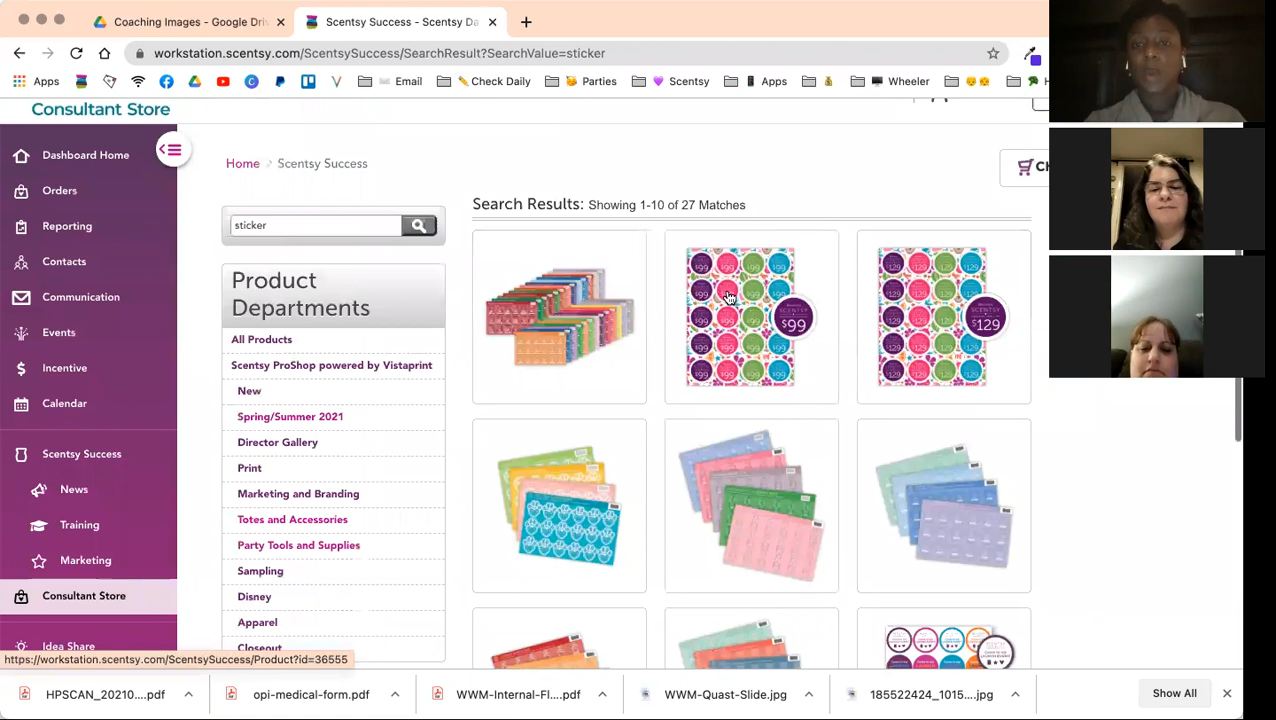 Coaching Images - Google Dri
Scentsy Success - Scentsy Da
workstation.scentsy.com/ScentsySuccess/SearchResult?SearchValue=sticker
Apps
Email
Check Daily
Parties
Scentsy
Apps
Wheeler
H
Consultant Store
Dashboard Home
Orders
Reporting
Contacts
Communication
Events
Incentive
Calendar
Scentsy Success
News
Training
Marketing
Consultant Store
Idea Share
Home / Scentsy Success
CH
sticker
Product
Departments
All Products
Scentsy ProShop powered by Vistaprint
New
Spring/Summer 2021
Director Gallery
Print
Marketing and Branding
Totes and Accessories
Party Tools and Supplies
Sampling
Disney
Apparel
Closeout
Search Results: Showing 1-10 of 27 Matches
SCENTSY
$99
SCENTSY
$129
https://workstation.scentsy.com/ScentsySuccess/Product?id=36555
HPSCAN_20210....pdf
opi-medical-form.pdf
WWM-Internal-Fl....pdf
WWM-Quast-Slide.jpg
185522424_1015....jpg
Show All